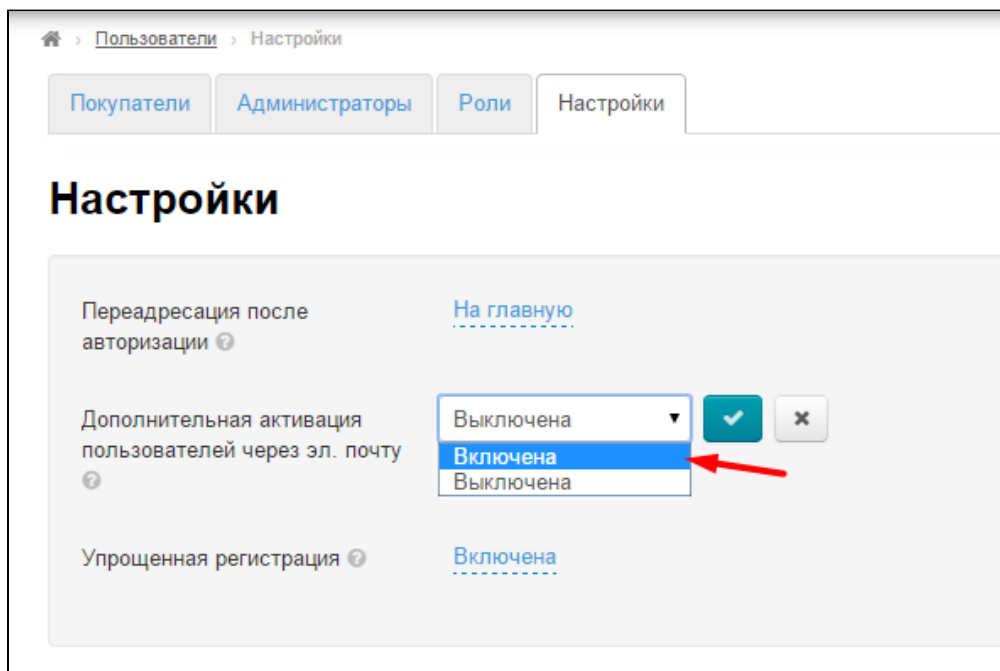 Пользователи › Настройки
Покупатели Администраторы Роли Настройки
Настройки
Переадресация после
авторизации
На главную
Дополнительная активация
пользователей через эл. почту
Выключена
Включена
Выключена
Упрощенная регистрация
Включена